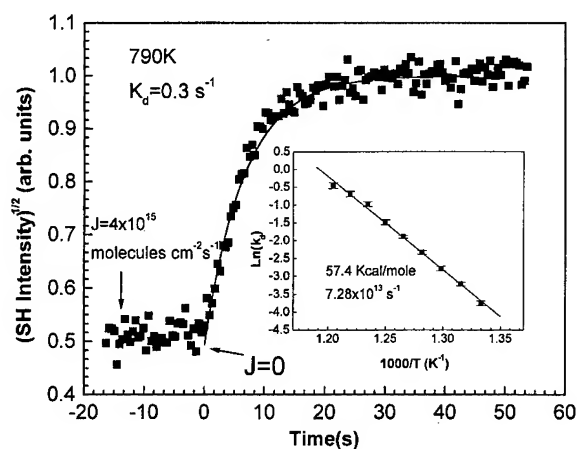 1.1
1.0
0.9
0.8
0.7
0.6
0.5
0.4
(SH Intensity)^{1/2} (arb. units)
790K
K_d=0.3 s^{-1}
J=4x10^{15}
molecules cm^{-2}s^{-1}
J=0
0.5
0.0
-0.5
-1.0
-1.5
-2.0
-2.5
-3.0
-3.5
-4.0
-4.5
Ln(k_d)
57.4 Kcal/mole
7.28x10^{13} s^{-1}
1.20 1.25 1.30 1.35
1000/T (K^{-1})
-20 -10 0 10 20 30 40 50 60
Time(s)